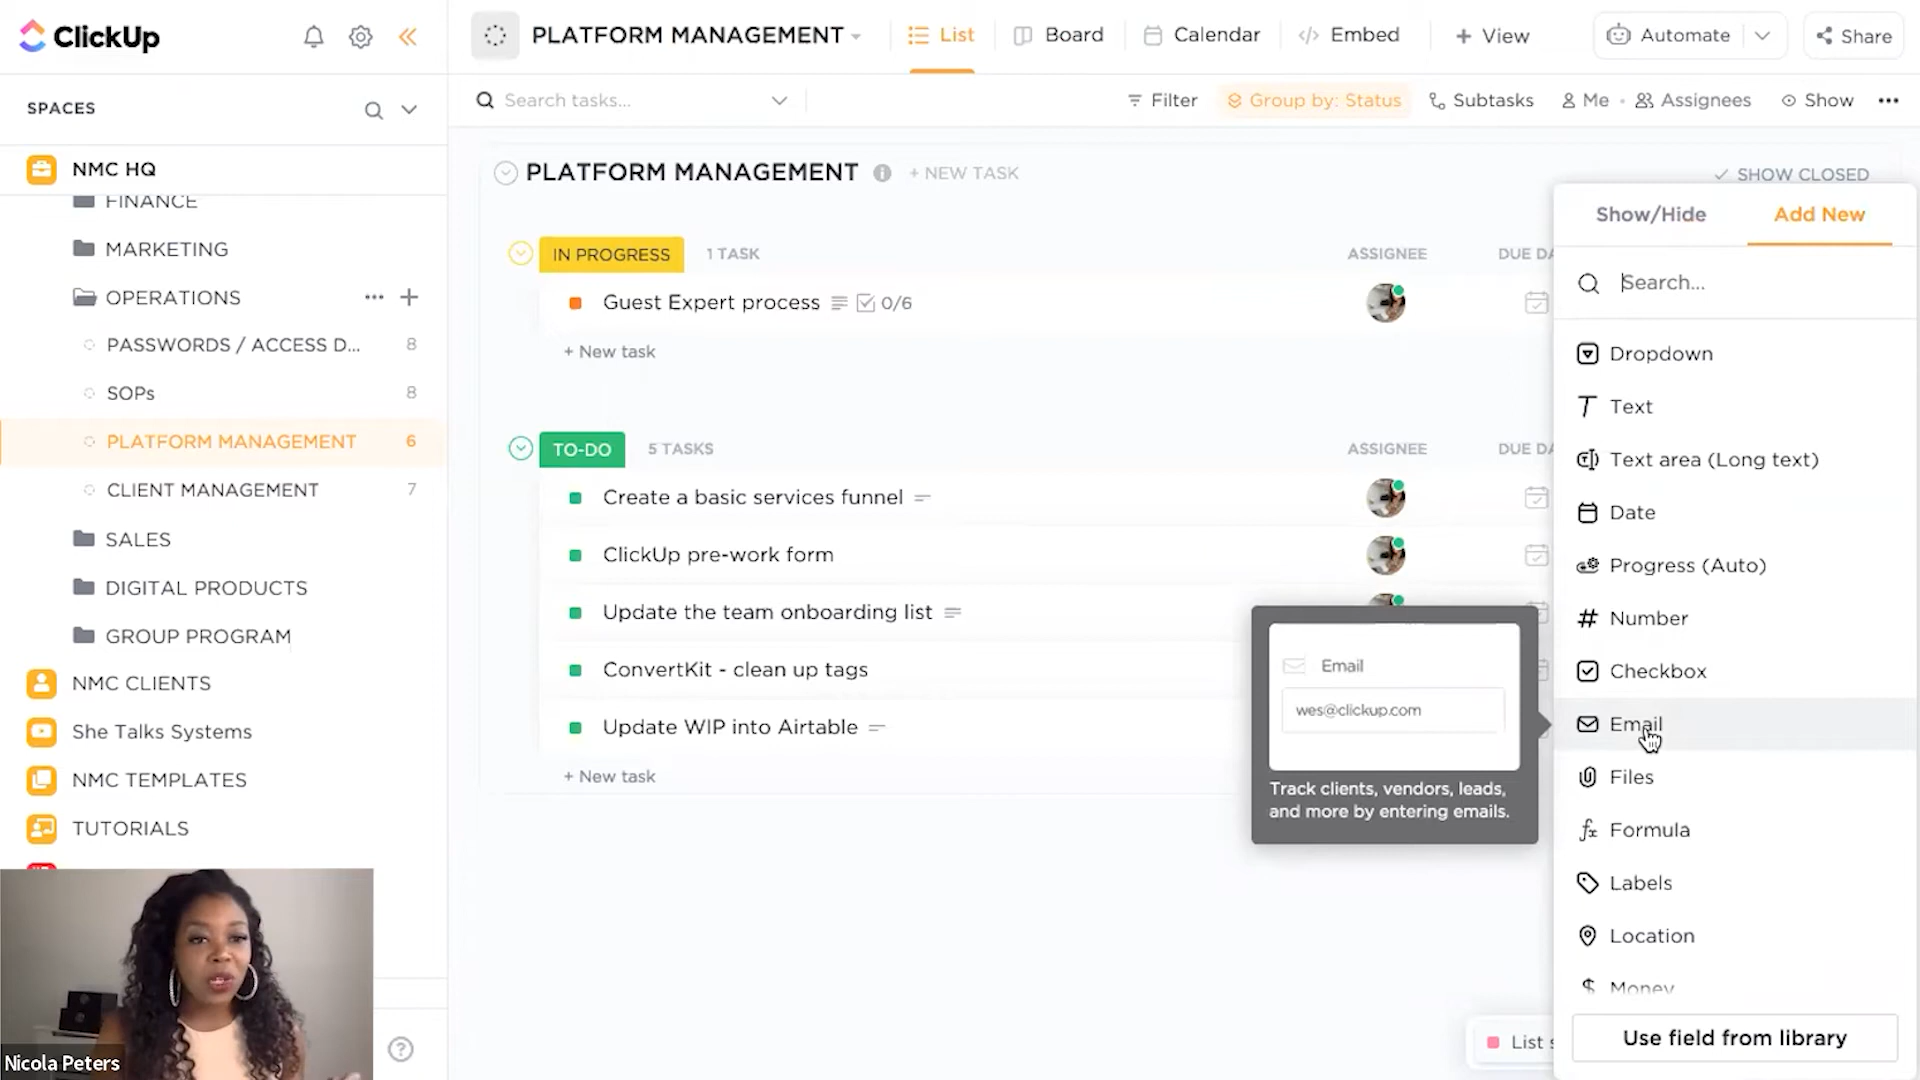 ClickUp
PLATFORM MANAGEMENT
List
Board
Calendar
Embed
+ View
Automate
Share
SPACES
Search tasks...
Filter
Group by: Status
Subtasks
Me
Assignees
Show
NMC HQ
FINANCE
MARKETING
OPERATIONS
PASSWORDS / ACCESS D... 8
SOPs 8
PLATFORM MANAGEMENT 6
CLIENT MANAGEMENT 7
SALES
DIGITAL PRODUCTS
GROUP PROGRAM
NMC CLIENTS
She Talks Systems
NMC TEMPLATES
TUTORIALS
Nicola Peters
PLATFORM MANAGEMENT
+ NEW TASK
SHOW CLOSED
IN PROGRESS 1 TASK ASSIGNEE DUE DA
Guest Expert process 0/6
+ New task
TO-DO 5 TASKS ASSIGNEE DUE DA
Create a basic services funnel
ClickUp pre-work form
Update the team onboarding list
ConvertKit - clean up tags
Update WIP into Airtable
+ New task
Email
wes@clickup.com
Track clients, vendors, leads,
and more by entering emails.
List s
Show/Hide
Add New
Search...
Dropdown
Text
Text area (Long text)
Date
Progress (Auto)
Number
Checkbox
Email
Files
Formula
Labels
Location
Money
Use field from library